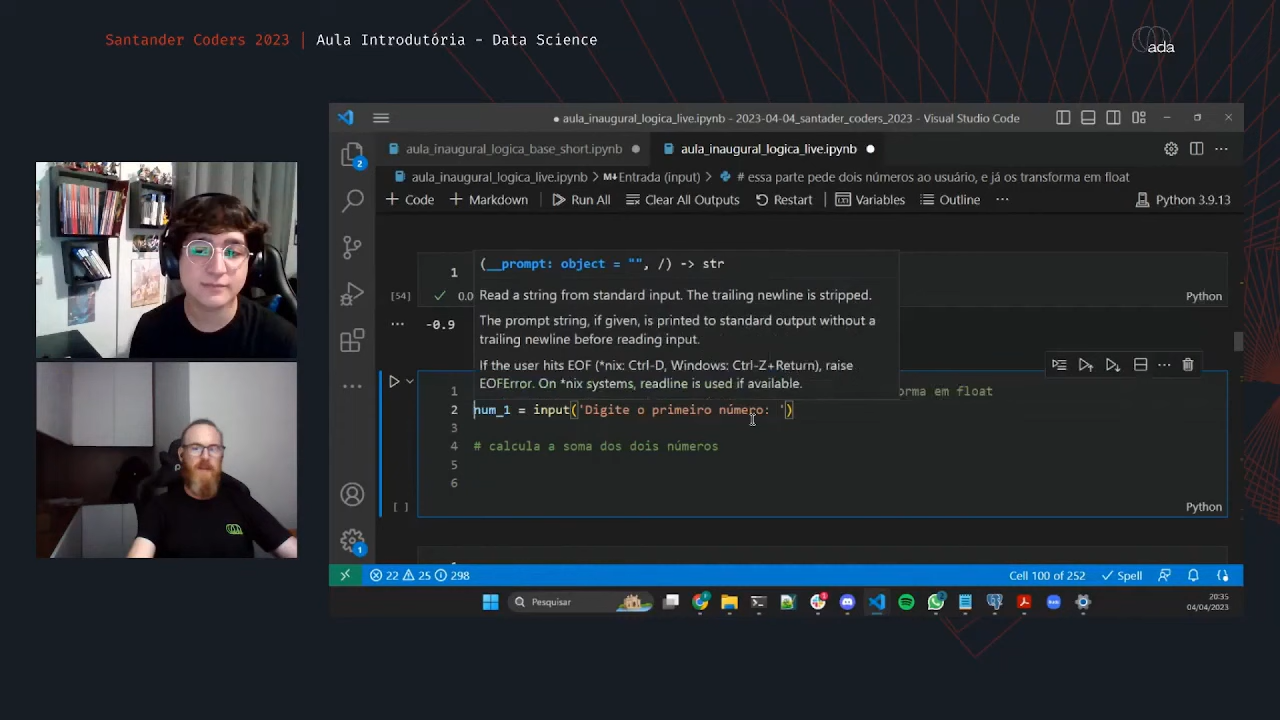 Santander Coders 2023 | Aula Introdutória - Data Science
ada
● aula_inaugural_logica_live.ipynb - 2023-04-04_santader_coders_2023 - Visual Studio Code
aula_inaugural_logica_base_short.ipynb ●
aula_inaugural_logica_live.ipynb ●
2
aula_inaugural_logica_live.ipynb > M↓Entrada (input) > # essa parte pede dois números ao usuário, e já os transforma em float
+ Code + Markdown Run All Clear All Outputs Restart Variables Outline ··· Python 3.9.13
(__prompt: object = "", /) -> str
1
[54] ✓ 0.0
Python
Read a string from standard input. The trailing newline is stripped.
The prompt string, if given, is printed to standard output without a
trailing newline before reading input.
If the user hits EOF (*nix: Ctrl-D, Windows: Ctrl-Z+Return), raise
EOFError. On *nix systems, readline is used if available.
··· -0.9
1 orma em float
2 num_1 = input('Digite o primeiro número: ')
3
4 # calcula a soma dos dois números
5
6
[ ] Python
1
22 25 298
Cell 100 of 252 Spell
Pesquisar
20:35
04/04/2023